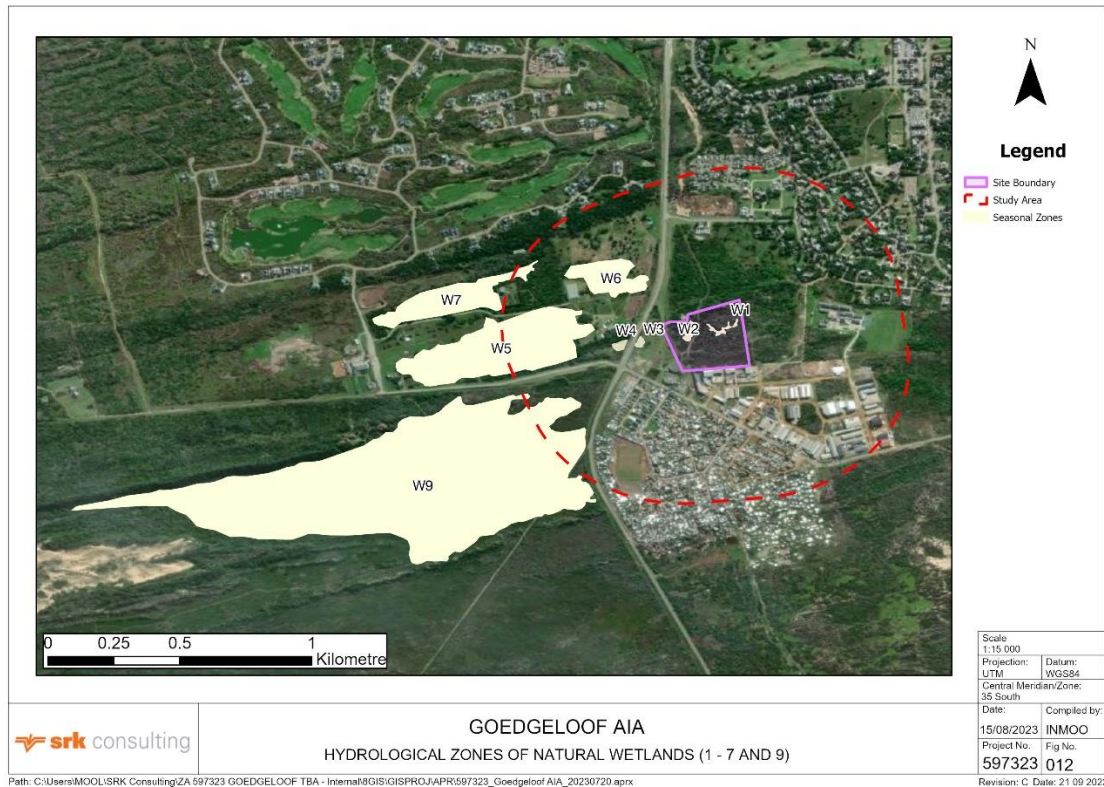 N
Legend
Site Boundary
Study Area
Seasonal Zones
W6
W7
W1
W4
W3
W2
W5
W9
0 0.25 0.5 1
Kilometre
Scale
1:15 000
Projection: Datum:
UTM WGS84
Central Meridian/Zone:
35 South
Date: Compiled by:
15/08/2023 INMOO
Project No. Fig No.
597323 012
srk consulting
GOEDGELOOF AIA
HYDROLOGICAL ZONES OF NATURAL WETLANDS (1 - 7 AND 9)
Path: C:\Users\MOOL\SRK Consulting\ZA 597323 GOEDGELOOF TBA - Internal\8GIS\GISPROJ\APR\597323_Goedgeloof AIA_20230720.aprx
Revision: C Date: 21 09 2022